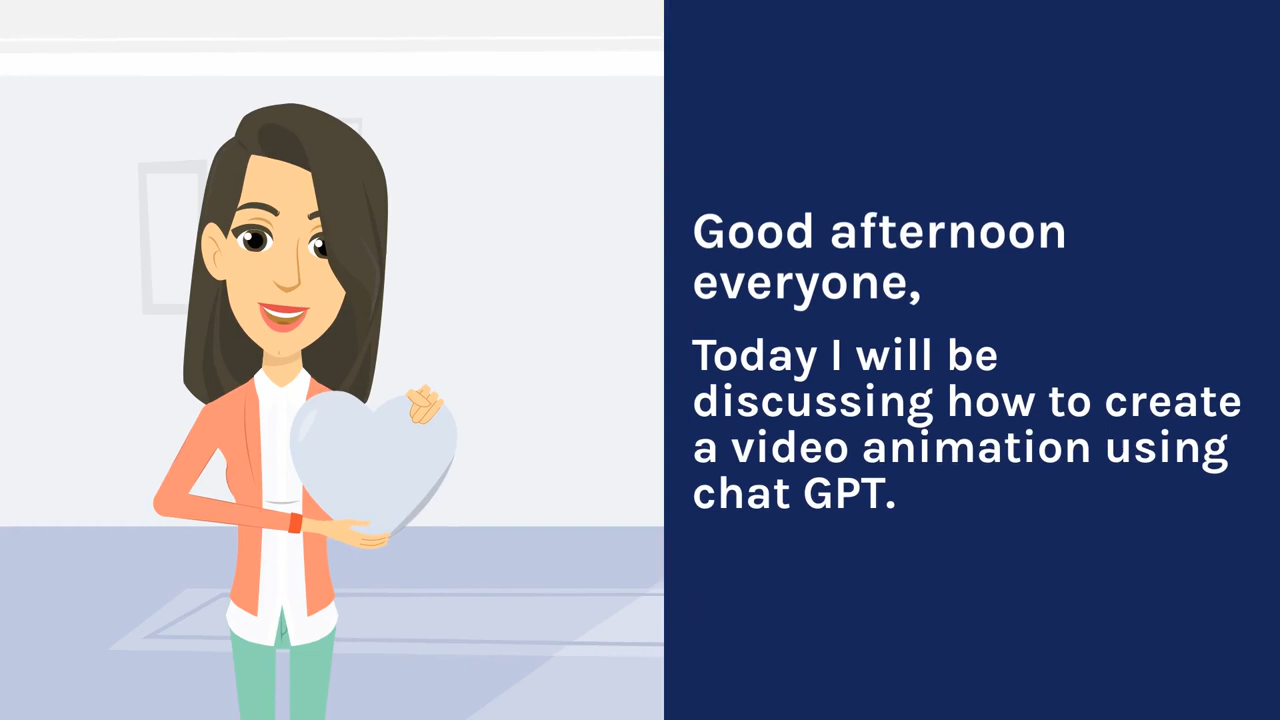 Good afternoon
everyone,
Today I will be
discussing how to create
a video animation using
chat GPT.